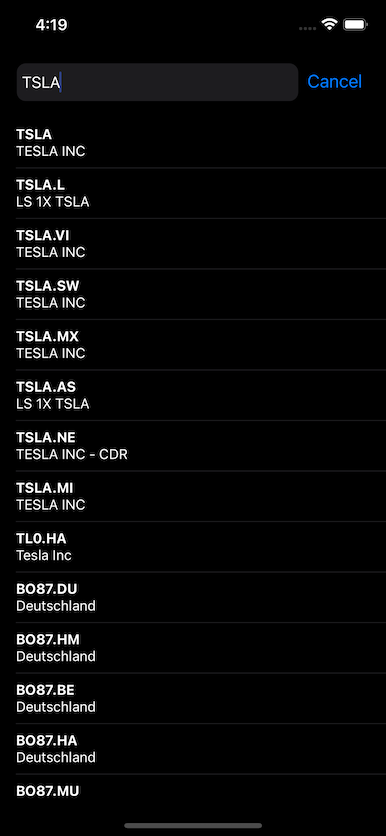 4:19
TSLA Cancel
TSLA
TESLA INC
TSLA.L
LS 1X TSLA
TSLA.VI
TESLA INC
TSLA.SW
TESLA INC
TSLA.MX
TESLA INC
TSLA.AS
LS 1X TSLA
TSLA.NE
TESLA INC - CDR
TSLA.MI
TESLA INC
TL0.HA
Tesla Inc
BO87.DU
Deutschland
BO87.HM
Deutschland
BO87.BE
Deutschland
BO87.HA
Deutschland
BO87.MU